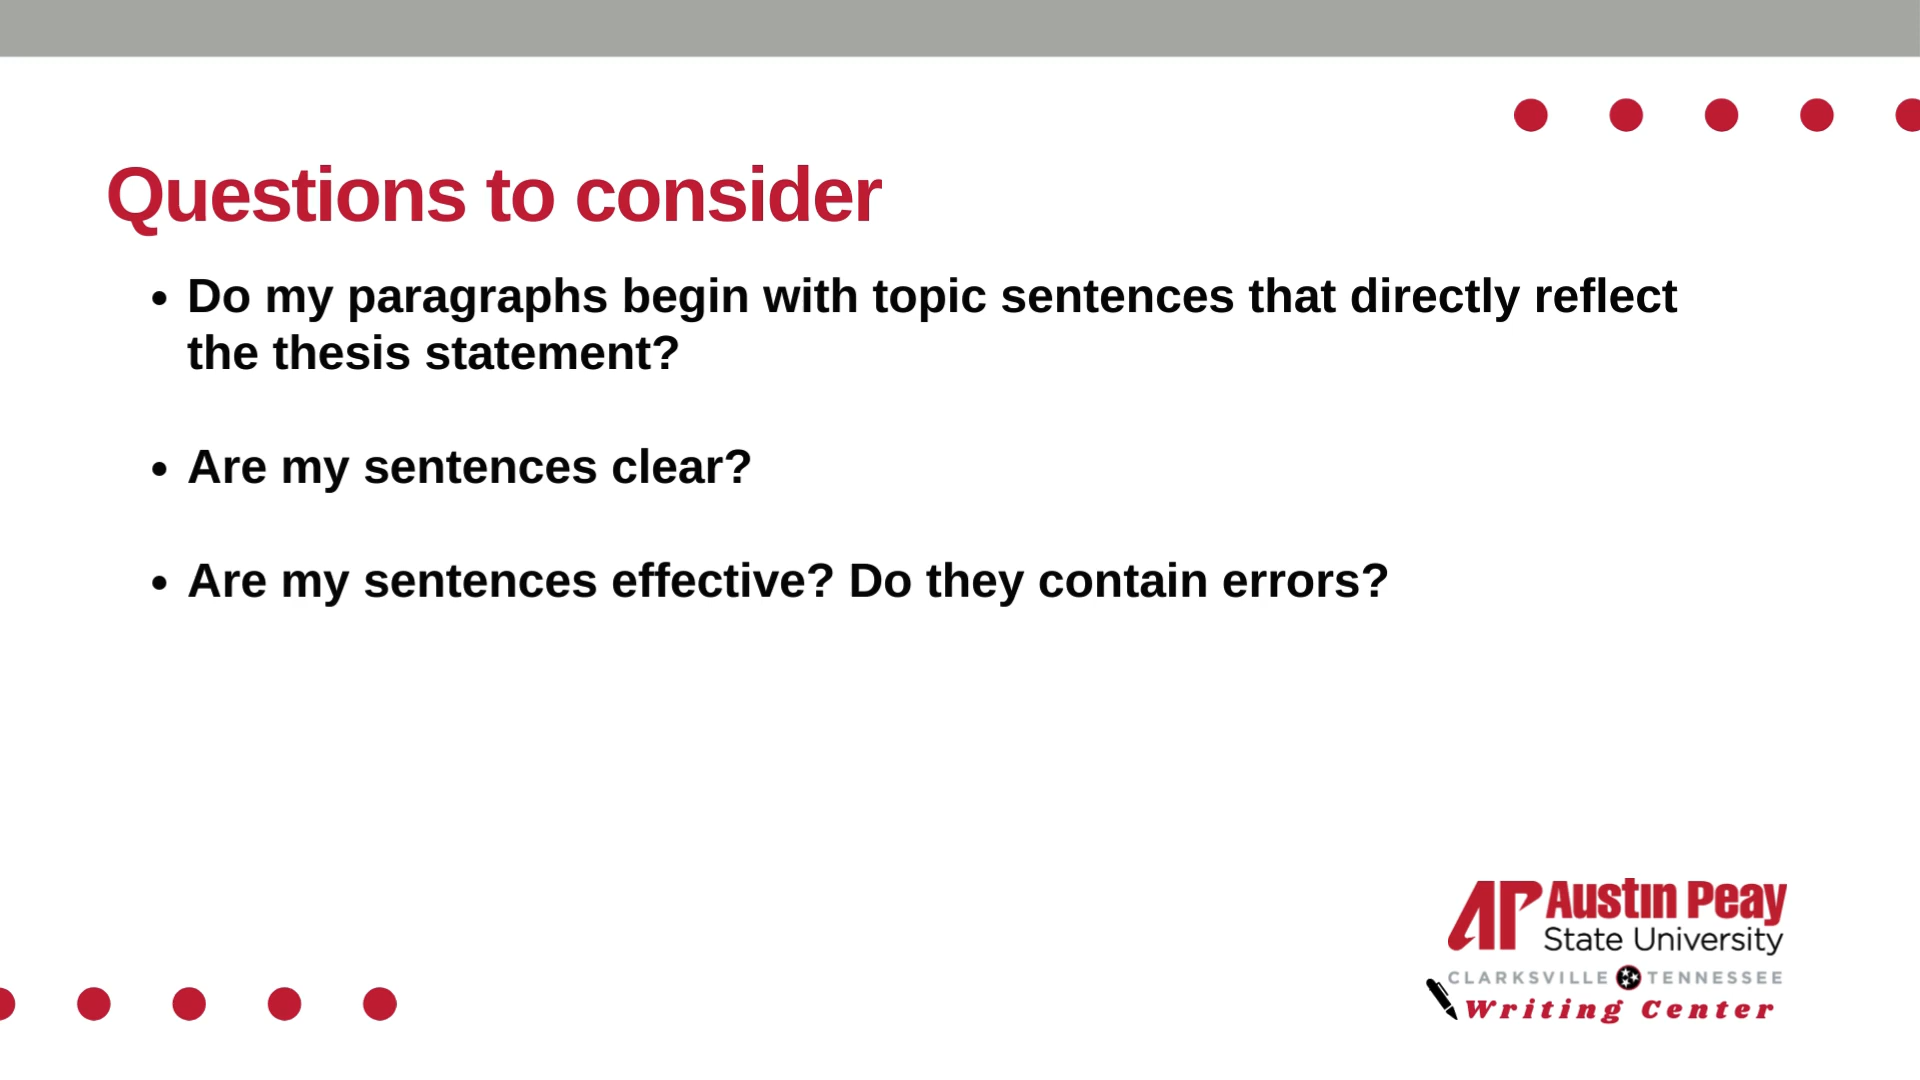 Questions to consider
• Do my paragraphs begin with topic sentences that directly reflect
the thesis statement?
• Are my sentences clear?
• Are my sentences effective? Do they contain errors?
AP Austin Peay
State University
CLARKSVILLE TENNESSEE
Writing Center